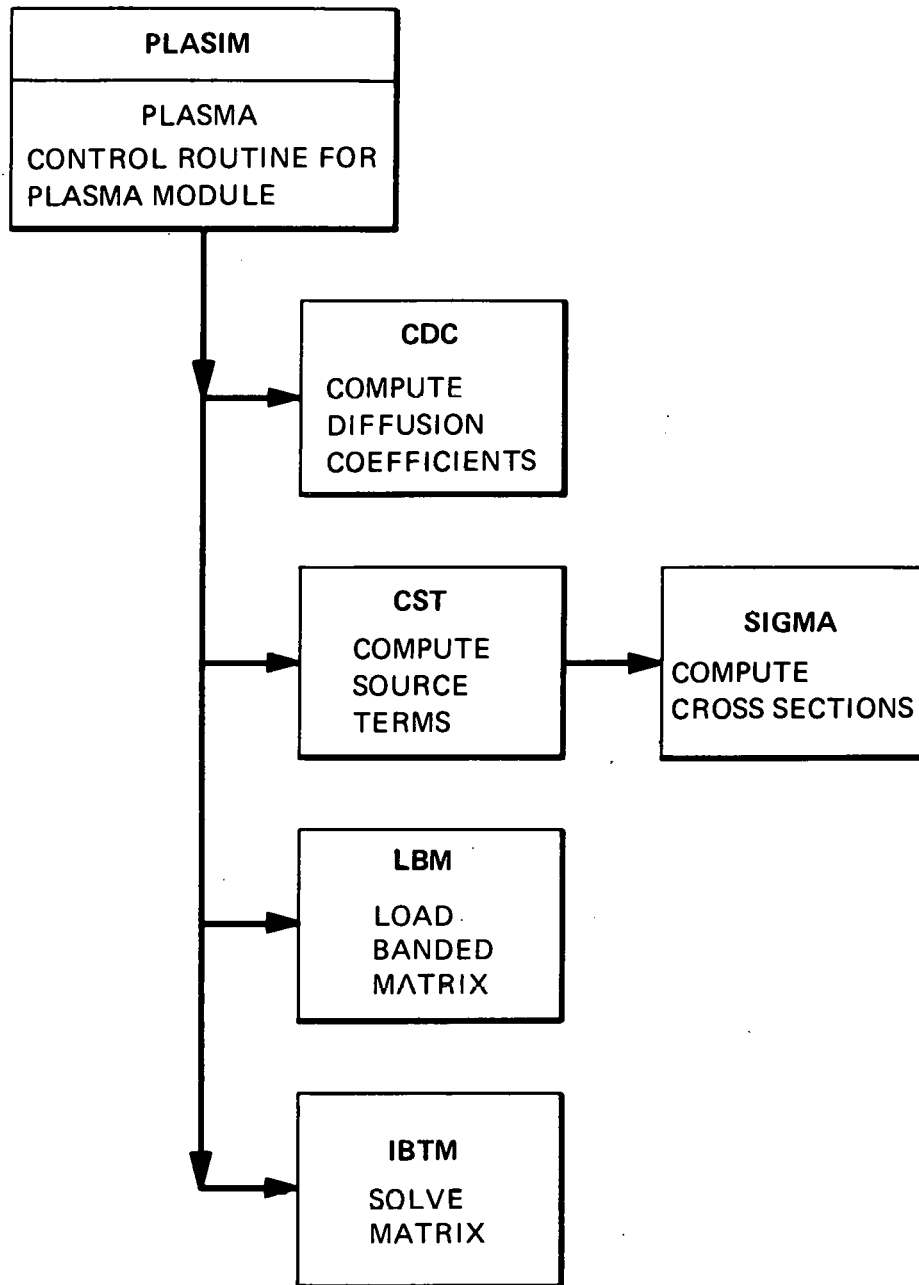 PLASIM
PLASMA
CONTROL ROUTINE FOR
PLASMA MODULE
CDC
COMPUTE
DIFFUSION
COEFFICIENTS
CST
COMPUTE
SOURCE
TERMS
SIGMA
COMPUTE
CROSS SECTIONS
LBM
LOAD
BANDED
MATRIX
IBTM
SOLVE
MATRIX